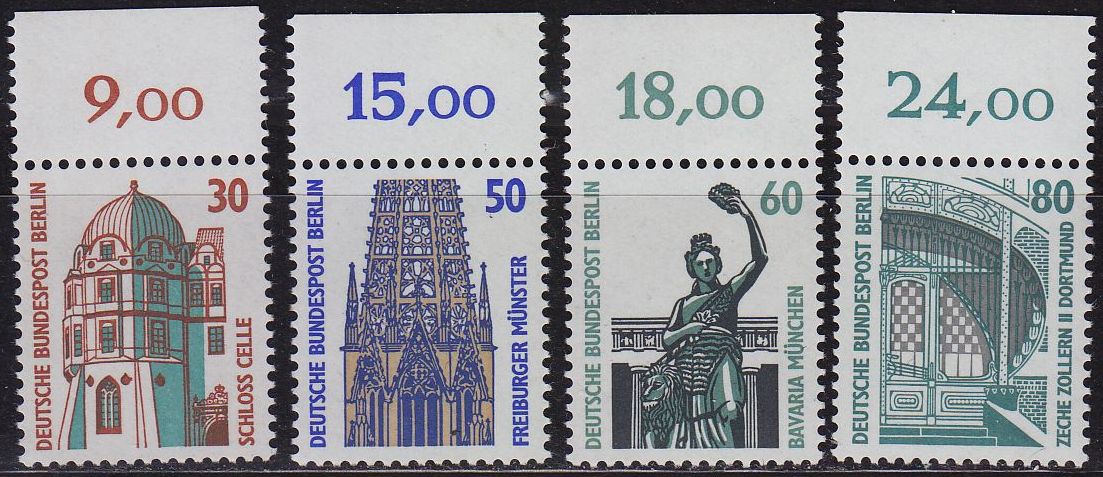 9,00
30
DEUTSCHE BUNDESPOST BERLIN
SCHLOSS CELLE
15,00
50
DEUTSCHE BUNDESPOST BERLIN
FREIBURGER MÜNSTER
18,00
60
DEUTSCHE BUNDESPOST BERLIN
BAVARIA MÜNCHEN
24,00
80
DEUTSCHE BUNDESPOST BERLIN
ZECHE ZOLLERN II DORTMUND